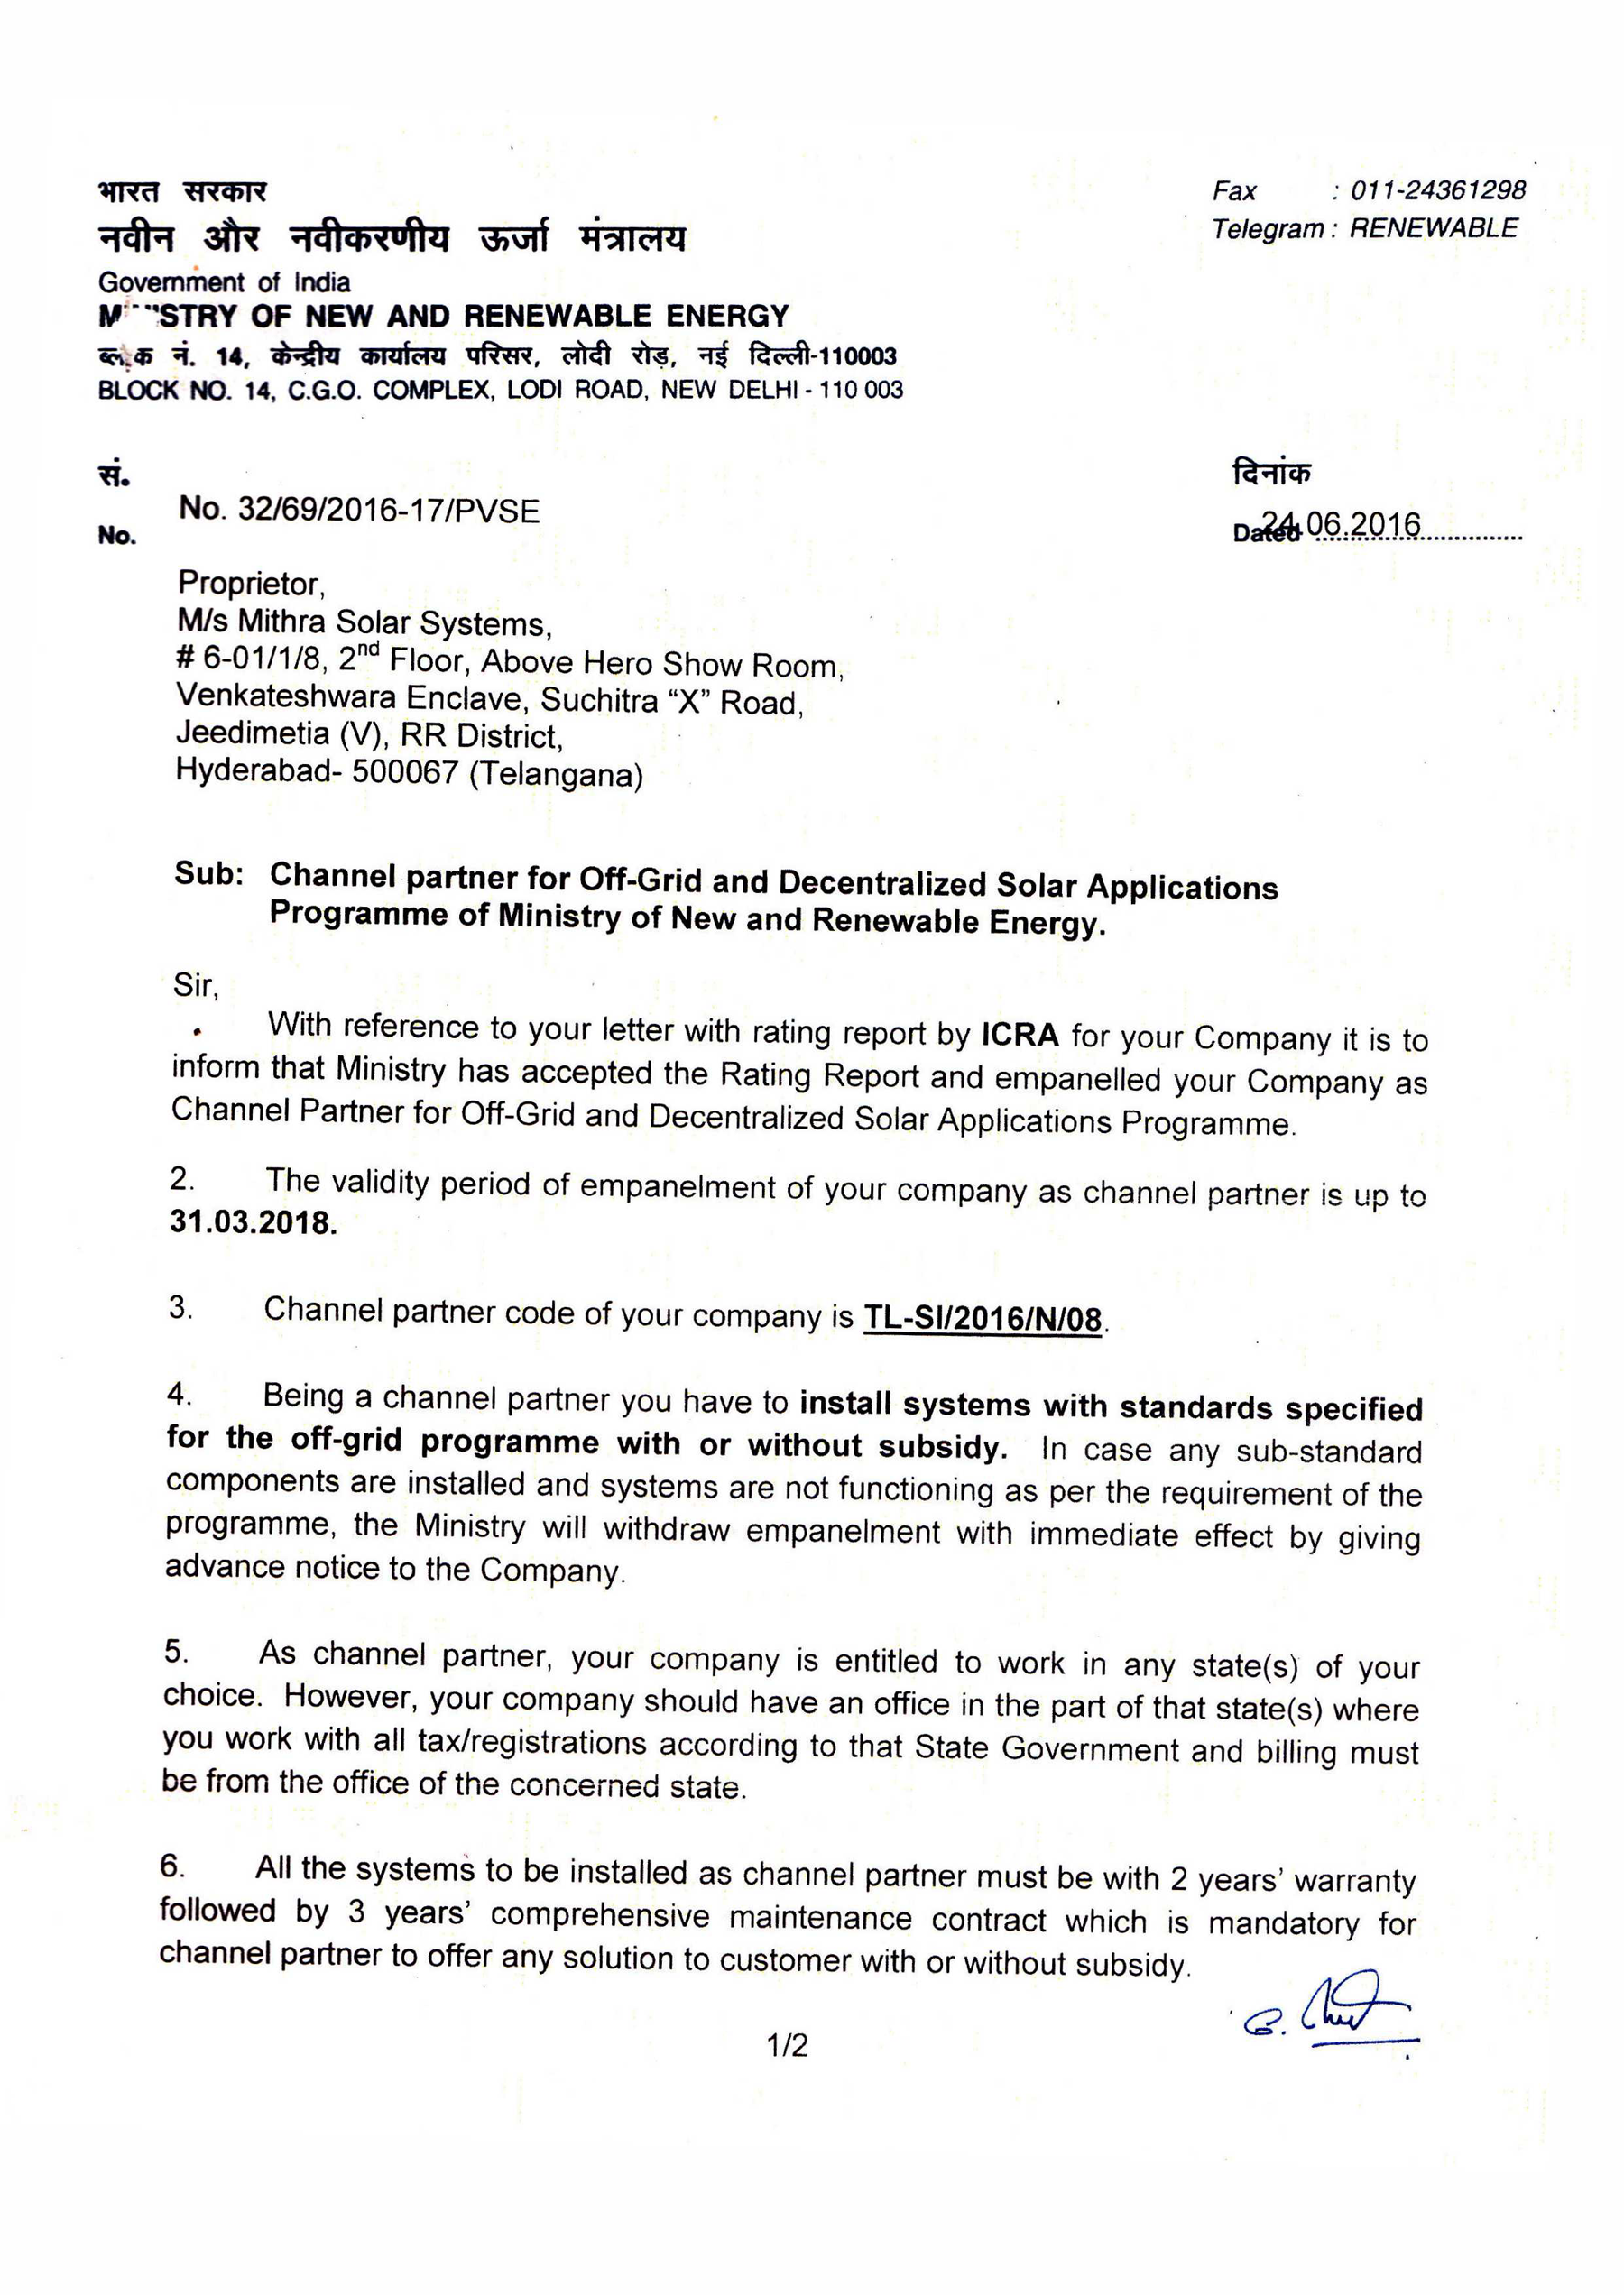 भारत सरकार
नवीन और नवीकरणीय ऊर्जा मंत्रालय
Government of India
MINISTRY OF NEW AND RENEWABLE ENERGY
ब्लॉक नं. 14, केन्द्रीय कार्यालय परिसर, लोदी रोड़, नई दिल्ली-110003
BLOCK NO. 14, C.G.O. COMPLEX, LODI ROAD, NEW DELHI - 110 003
Fax : 011-24361298
Telegram : RENEWABLE
सं.
No. No. 32/69/2016-17/PVSE
दिनांक
Dated 24.06.2016
Proprietor,
M/s Mithra Solar Systems,
# 6-01/1/8, 2nd Floor, Above Hero Show Room,
Venkateshwara Enclave, Suchitra “X” Road,
Jeedimetia (V), RR District,
Hyderabad- 500067 (Telangana)
Sub: Channel partner for Off-Grid and Decentralized Solar Applications
Programme of Ministry of New and Renewable Energy.
Sir,
With reference to your letter with rating report by ICRA for your Company it is to
inform that Ministry has accepted the Rating Report and empanelled your Company as
Channel Partner for Off-Grid and Decentralized Solar Applications Programme.
2. The validity period of empanelment of your company as channel partner is up to
31.03.2018.
3. Channel partner code of your company is TL-SI/2016/N/08.
4. Being a channel partner you have to install systems with standards specified
for the off-grid programme with or without subsidy. In case any sub-standard
components are installed and systems are not functioning as per the requirement of the
programme, the Ministry will withdraw empanelment with immediate effect by giving
advance notice to the Company.
5. As channel partner, your company is entitled to work in any state(s) of your
choice. However, your company should have an office in the part of that state(s) where
you work with all tax/registrations according to that State Government and billing must
be from the office of the concerned state.
6. All the systems to be installed as channel partner must be with 2 years’ warranty
followed by 3 years’ comprehensive maintenance contract which is mandatory for
channel partner to offer any solution to customer with or without subsidy.
1/2